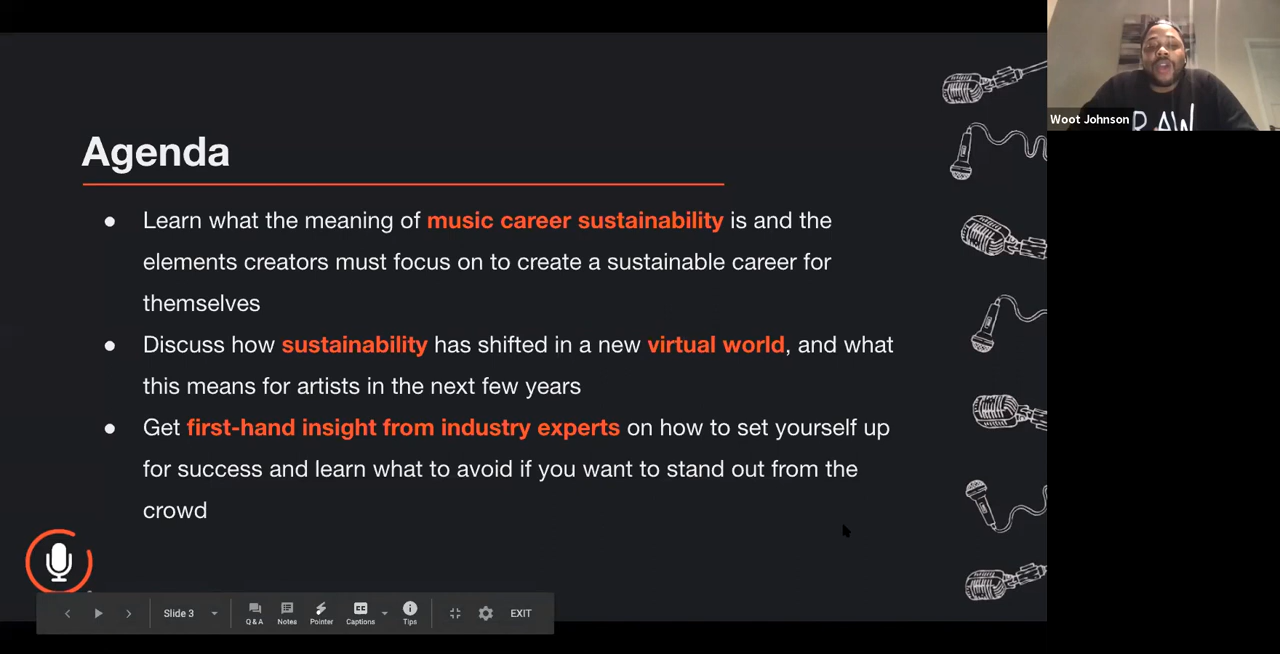 Agenda
● Learn what the meaning of music career sustainability is and the
elements creators must focus on to create a sustainable career for
themselves
● Discuss how sustainability has shifted in a new virtual world, and what
this means for artists in the next few years
● Get first-hand insight from industry experts on how to set yourself up
for success and learn what to avoid if you want to stand out from the
crowd
Woot Johnson
RAW
Slide 3
Q&A
Notes
Pointer
CC
Captions
Tips
EXIT